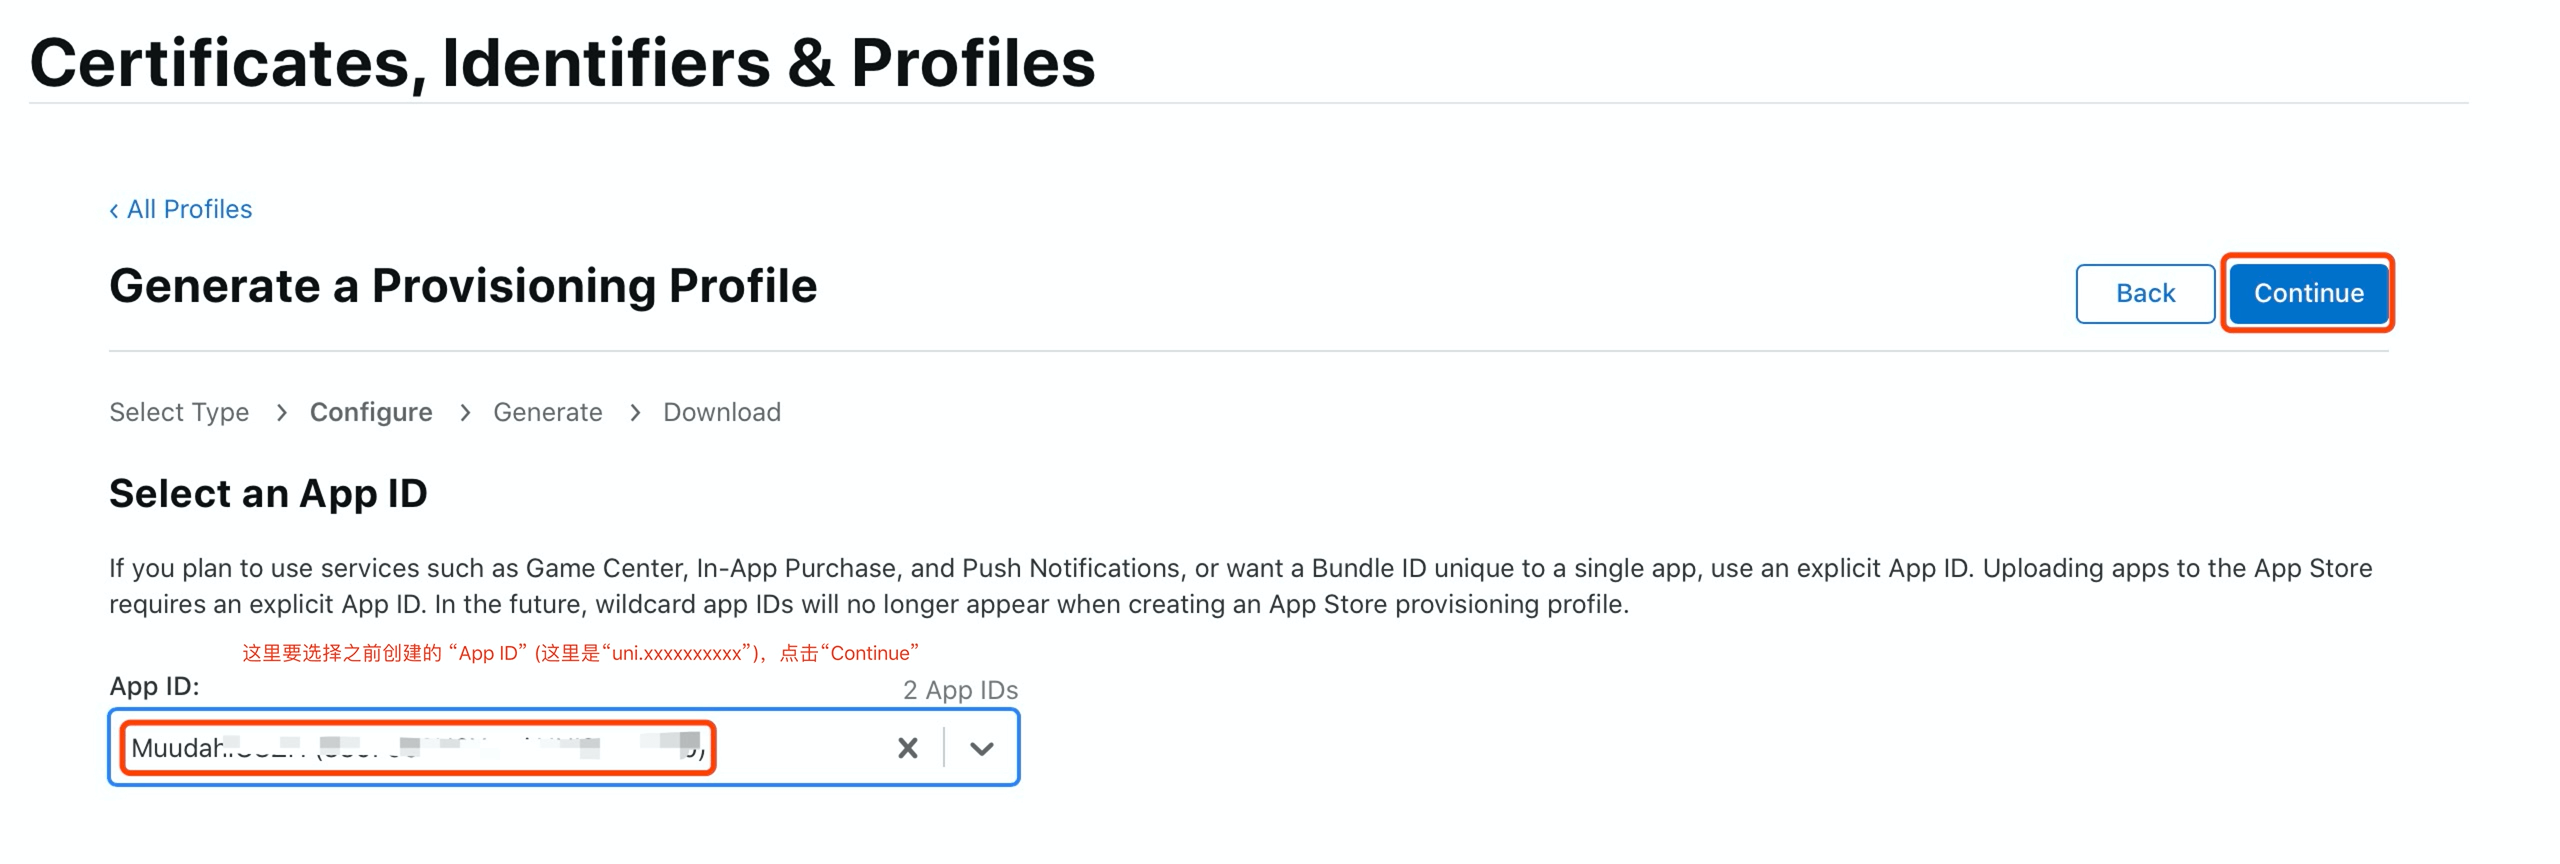 Certificates, Identifiers & Profiles
‹ All Profiles
Generate a Provisioning Profile
Back
Continue
Select Type > Configure > Generate > Download
Select an App ID
If you plan to use services such as Game Center, In-App Purchase, and Push Notifications, or want a Bundle ID unique to a single app, use an explicit App ID. Uploading apps to the App Store
requires an explicit App ID. In the future, wildcard app IDs will no longer appear when creating an App Store provisioning profile.
这里要选择之前创建的 “App ID” (这里是“uni.xxxxxxxxxx”)，点击“Continue”
App ID:
2 App IDs